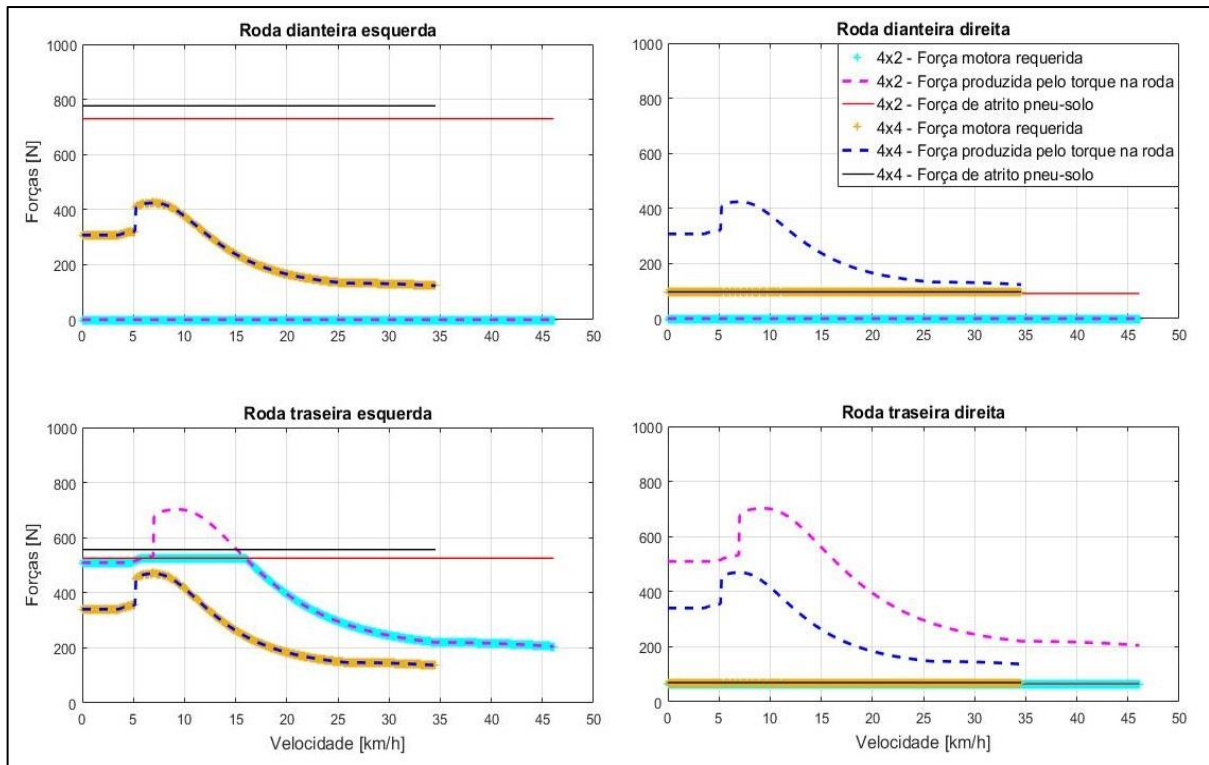 Roda dianteira esquerda
1000
800
600
400
200
0
Forças [N]
0 5 10 15 20 25 30 35 40 45 50
Roda dianteira direita
1000
800
600
400
200
0
4x2 - Força motora requerida
4x2 - Força produzida pelo torque na roda
4x2 - Força de atrito pneu-solo
4x4 - Força motora requerida
4x4 - Força produzida pelo torque na roda
4x4 - Força de atrito pneu-solo
0 5 10 15 20 25 30 35 40 45 50
Roda traseira esquerda
1000
800
600
400
200
0
Forças [N]
0 5 10 15 20 25 30 35 40 45 50
Velocidade [km/h]
Roda traseira direita
1000
800
600
400
200
0
0 5 10 15 20 25 30 35 40 45 50
Velocidade [km/h]